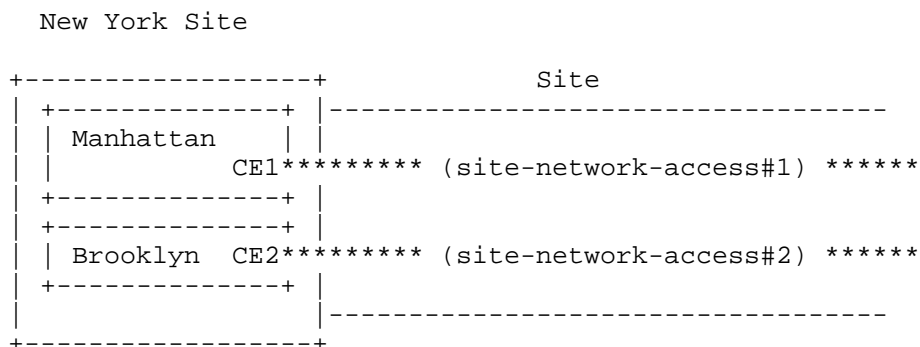 New York Site
+------------------+             Site
|  +--------------+ |-----------------------------------
|  | Manhattan    | |
|  |           CE1********* (site-network-access#1) ******
|  +--------------+ |
|  +--------------+ |
|  | Brooklyn  CE2********* (site-network-access#2) ******
|  +--------------+ |
|                   |-----------------------------------
+------------------+